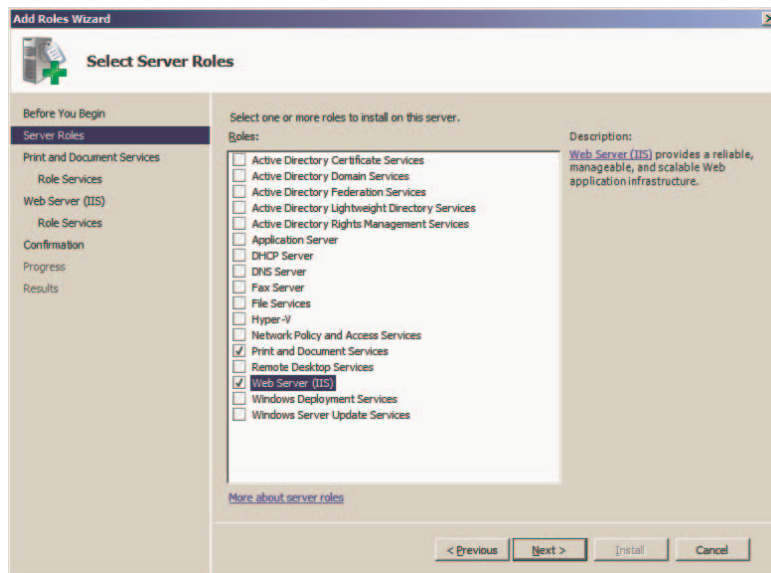 Add Roles Wizard
Select Server Roles
Before You Begin
Server Roles
Print and Document Services
Role Services
Web Server (IIS)
Role Services
Confirmation
Progress
Results
Select one or more roles to install on this server.
Roles:
Active Directory Certificate Services
Active Directory Domain Services
Active Directory Federation Services
Active Directory Lightweight Directory Services
Active Directory Rights Management Services
Application Server
DHCP Server
DNS Server
Fax Server
File Services
Hyper-V
Network Policy and Access Services
Print and Document Services
Remote Desktop Services
Web Server (IIS)
Windows Deployment Services
Windows Server Update Services
More about server roles
Description:
Web Server (IIS) provides a reliable,
manageable, and scalable Web
application infrastructure.
< Previous
Next >
Install
Cancel